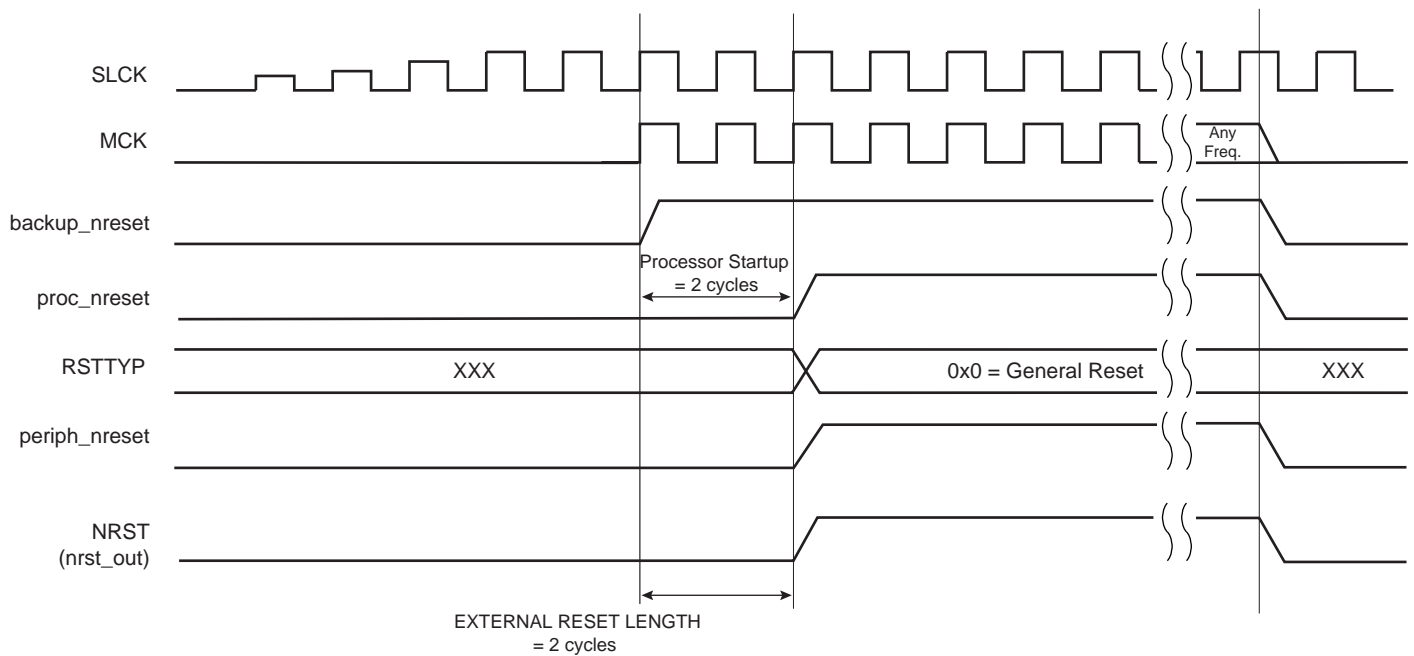 SLCK
MCK
Any
Freq.
backup_nreset
Processor Startup
= 2 cycles
proc_nreset
RSTTYP
XXX
0x0 = General Reset
XXX
periph_nreset
NRST
(nrst_out)
EXTERNAL RESET LENGTH
= 2 cycles